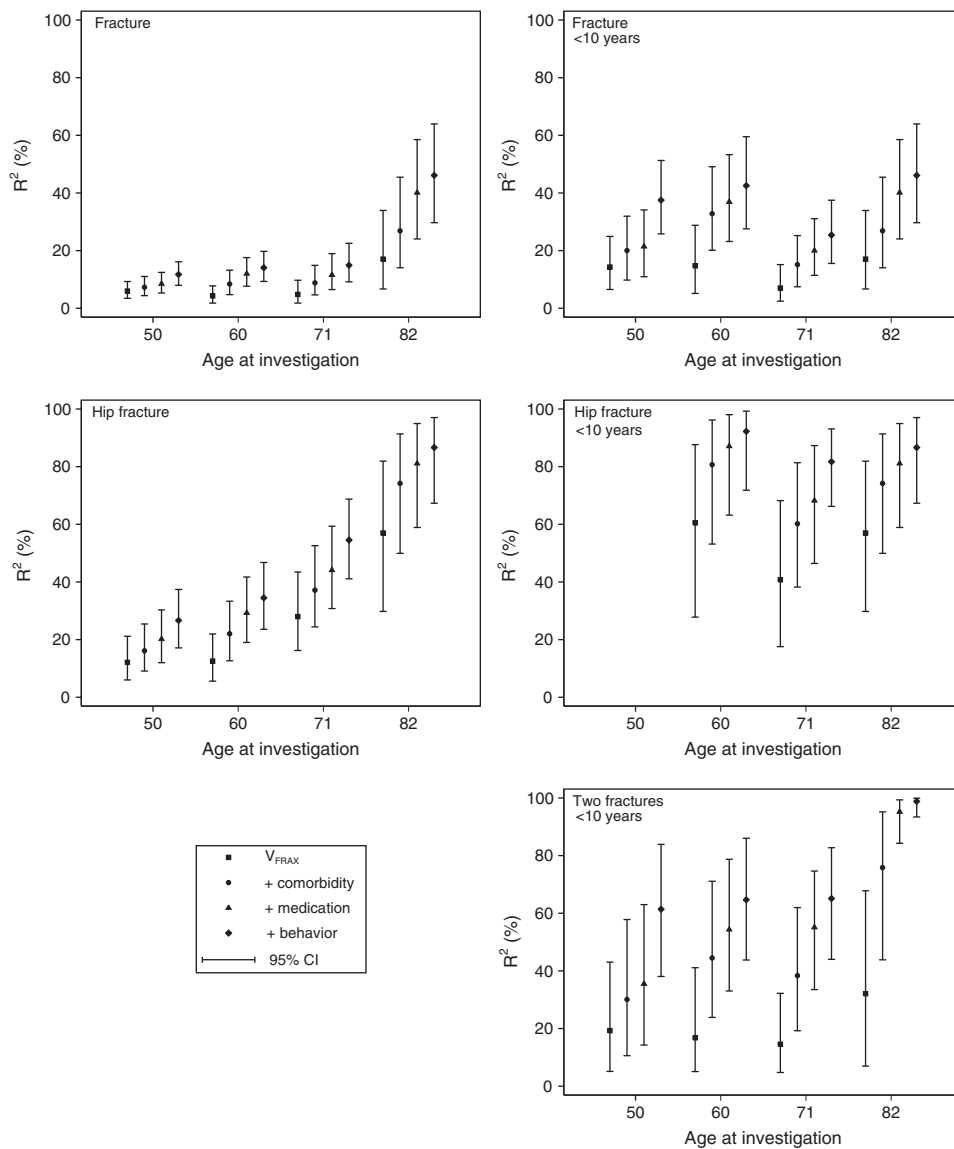 Fracture
100
80
60
40
20
0
R² (%)
50 60 71 82
Age at investigation
Fracture
<10 years
100
80
60
40
20
0
R² (%)
50 60 71 82
Age at investigation
Hip fracture
100
80
60
40
20
0
R² (%)
50 60 71 82
Age at investigation
Hip fracture
<10 years
100
80
60
40
20
0
R² (%)
50 60 71 82
Age at investigation
V_FRAX
+ comorbidity
+ medication
+ behavior
95% CI
Two fractures
<10 years
100
80
60
40
20
0
R² (%)
50 60 71 82
Age at investigation